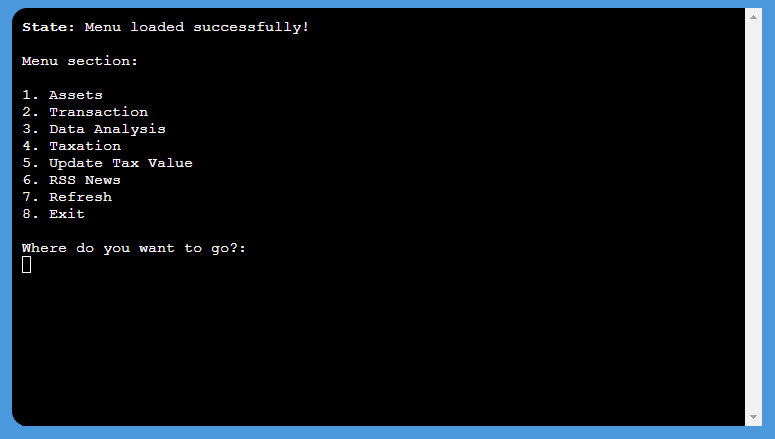 State: Menu loaded successfully!
Menu section:
1. Assets
2. Transaction
3. Data Analysis
4. Taxation
5. Update Tax Value
6. RSS News
7. Refresh
8. Exit
Where do you want to go?: